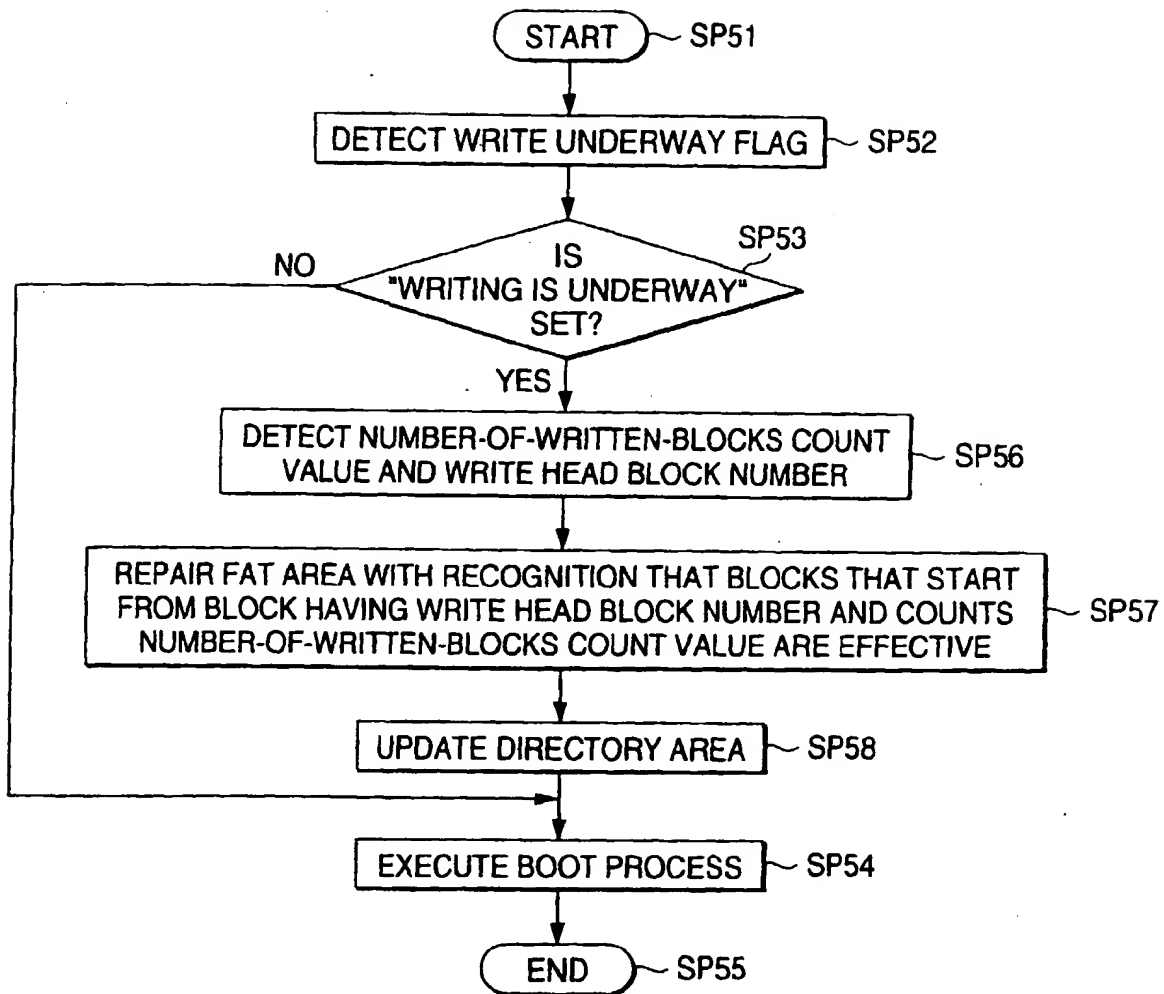 START
SP51
DETECT WRITE UNDERWAY FLAG
SP52
SP53
IS
"WRITING IS UNDERWAY"
SET?
NO
YES
DETECT NUMBER-OF-WRITTEN-BLOCKS COUNT
VALUE AND WRITE HEAD BLOCK NUMBER
SP56
REPAIR FAT AREA WITH RECOGNITION THAT BLOCKS THAT START
FROM BLOCK HAVING WRITE HEAD BLOCK NUMBER AND COUNTS
NUMBER-OF-WRITTEN-BLOCKS COUNT VALUE ARE EFFECTIVE
SP57
UPDATE DIRECTORY AREA
SP58
EXECUTE BOOT PROCESS
SP54
END
SP55